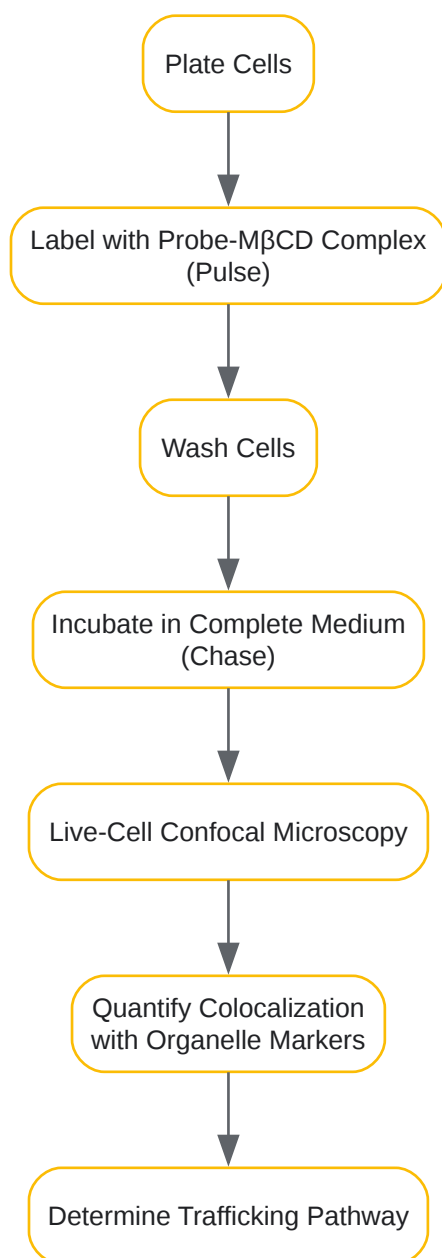 Plate Cells
Label with Probe-MβCD Complex
(Pulse)
Wash Cells
Incubate in Complete Medium
(Chase)
Live-Cell Confocal Microscopy
Quantify Colocalization
with Organelle Markers
Determine Trafficking Pathway